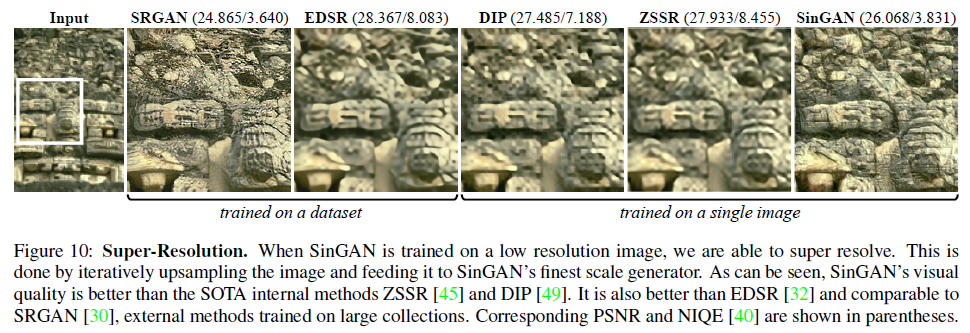 Input SRGAN (24.865/3.640) EDSR (28.367/8.083) DIP (27.485/7.188) ZSSR (27.933/8.455) SinGAN (26.068/3.831)
trained on a dataset trained on a single image
Figure 10: Super-Resolution. When SinGAN is trained on a low resolution image, we are able to super resolve. This is
done by iteratively upsampling the image and feeding it to SinGAN's finest scale generator. As can be seen, SinGAN's visual
quality is better than the SOTA internal methods ZSSR [45] and DIP [49]. It is also better than EDSR [32] and comparable to
SRGAN [30], external methods trained on large collections. Corresponding PSNR and NIQE [40] are shown in parentheses.